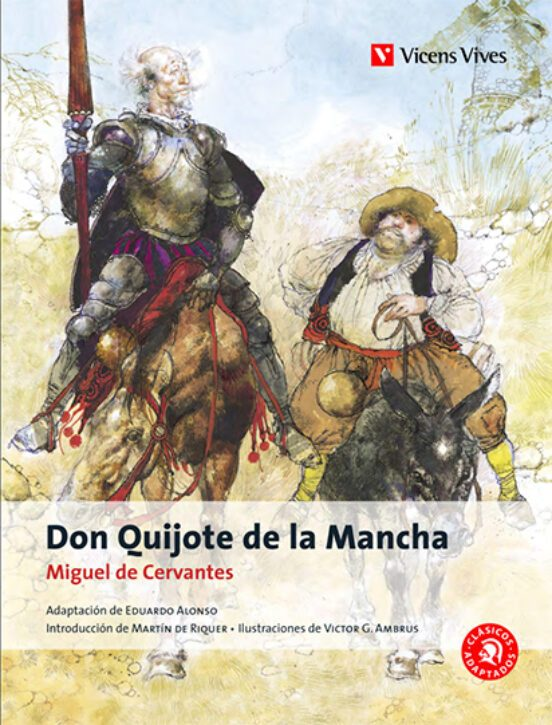 Vicens Vives
Don Quijote de la Mancha
Miguel de Cervantes
Adaptación de Eduardo Alonso
Introducción de Martín de Riquer • Ilustraciones de Victor G. Ambrus
CLÁSICOS
ADAPTADOS